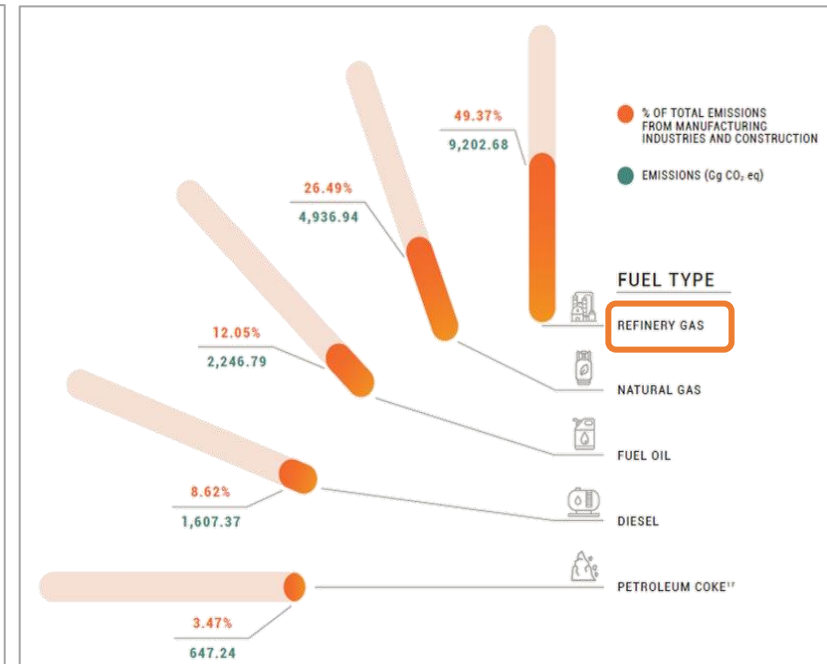 49.37%
9,202.68
% OF TOTAL EMISSIONS
FROM MANUFACTURING
INDUSTRIES AND CONSTRUCTION
EMISSIONS (Gg CO₂ eq)
26.49%
4,936.94
FUEL TYPE
REFINERY GAS
12.05%
2,246.79
NATURAL GAS
FUEL OIL
8.62%
1,607.37
DIESEL
PETROLEUM COKE¹⁷
3.47%
647.24